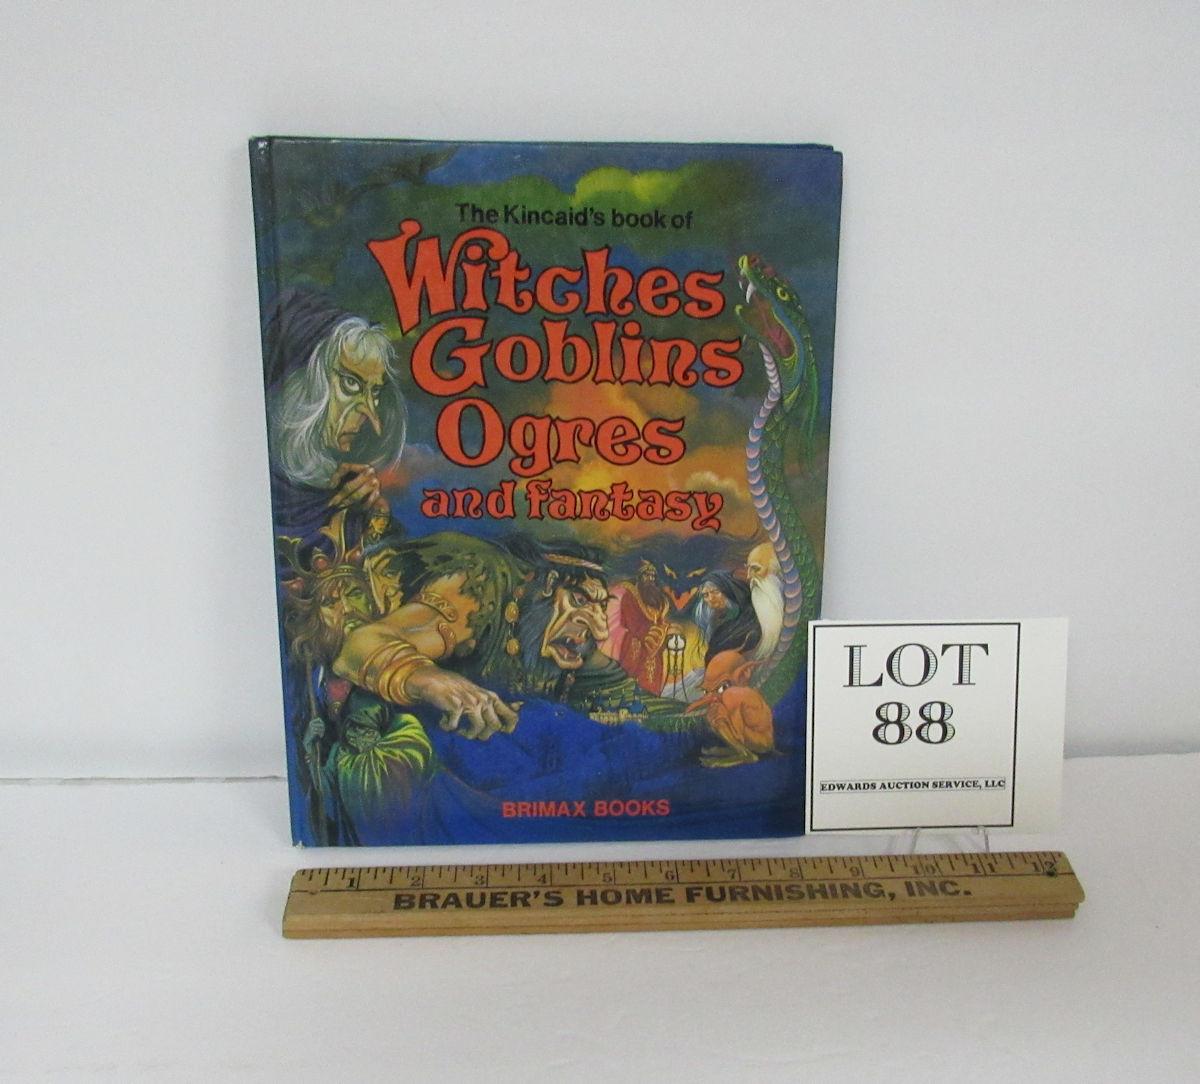 The Kincaid's book of
Witches
Goblins
Ogres
and fantasy
BRIMAX BOOKS
LOT
88
EDWARDS AUCTION SERVICE, LLC
1 2 3 4 5 6 7 8 9 10 11 12
BRAUER'S HOME FURNISHING, INC.